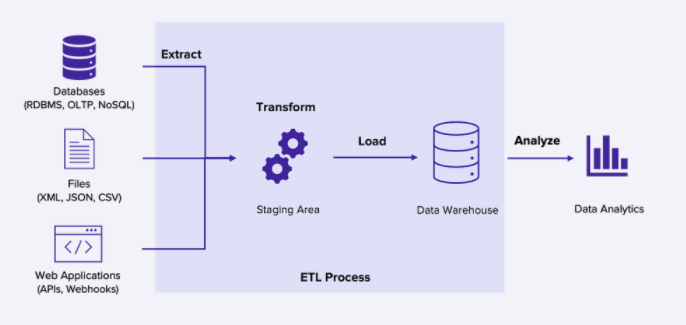 Extract
Databases
(RDBMS, OLTP, NoSQL)
Transform
Load
Analyze
Files
(XML, JSON, CSV)
Staging Area
Data Warehouse
Data Analytics
Web Applications
(APIs, Webhooks)
ETL Process